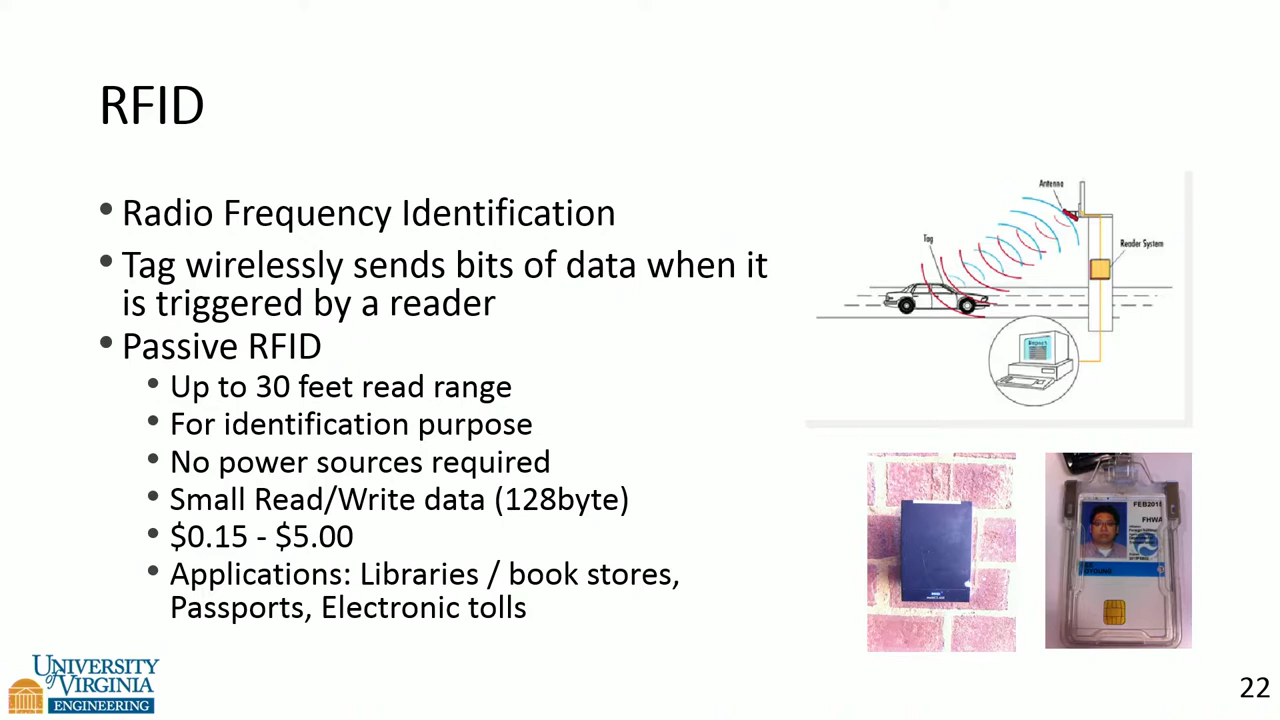 RFID
• Radio Frequency Identification
• Tag wirelessly sends bits of data when it
is triggered by a reader
• Passive RFID
• Up to 30 feet read range
• For identification purpose
• No power sources required
• Small Read/Write data (128byte)
• $0.15 - $5.00
• Applications: Libraries / book stores,
Passports, Electronic tolls
Antenna
Tag
Reader System
FEB201
FHWA
UNIVERSITY
of VIRGINIA
ENGINEERING
22